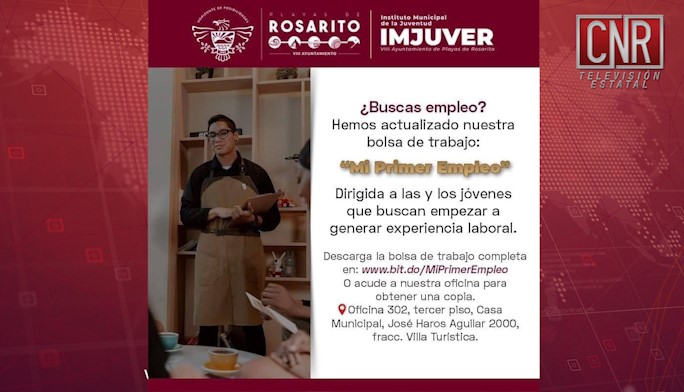 PLAYAS DE
ROSARITO
VIII AYUNTAMIENTO
Instituto Municipal
de la Juventud
IMJUVER
VIII Ayuntamiento de Playas de Rosarito
CNR
TELEVISIÓN
ESTATAL
¿Buscas empleo?
Hemos actualizado nuestra
bolsa de trabajo:
“Mi Primer Empleo”
Dirigida a las y los jóvenes
que buscan empezar a
generar experiencia laboral.
Descarga la bolsa de trabajo completa
en: www.bit.do/MiPrimerEmpleo
O acude a nuestra oficina para
obtener una copia.
Oficina 302, tercer piso, Casa
Municipal, José Haros Aguilar 2000,
fracc. Villa Turística.